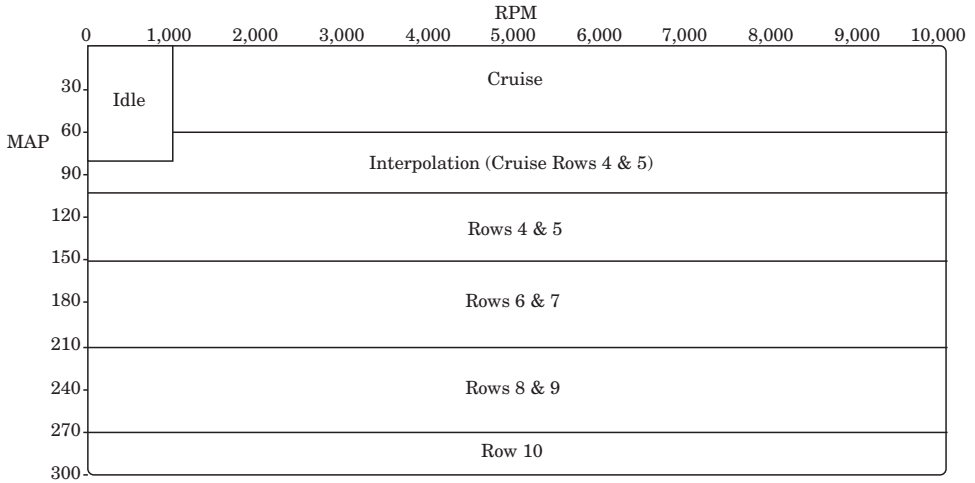 RPM
0 1,000 2,000 3,000 4,000 5,000 6,000 7,000 8,000 9,000 10,000
Cruise
30
Idle
60
MAP
Interpolation (Cruise Rows 4 & 5)
90
120
Rows 4 & 5
150
180
Rows 6 & 7
210
240
Rows 8 & 9
270
Row 10
300